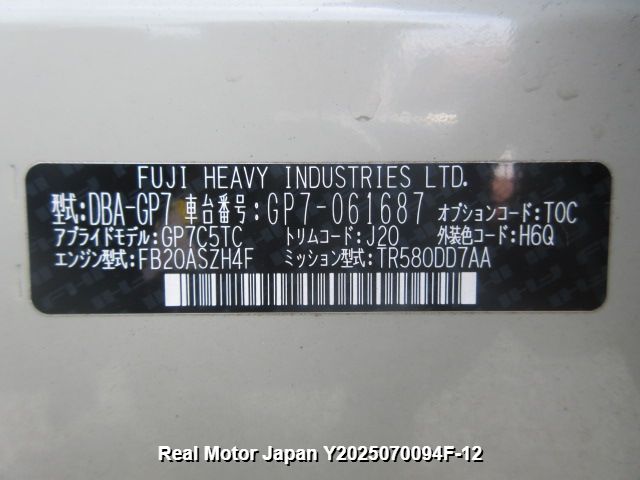 FUJI HEAVY INDUSTRIES LTD.
型式:DBA-GP7 車台番号:GP7-061687 オプションコード:TOC
アプライドモデル:GP7C5TC トリムコード:J20 外装色コード:H6Q
エンジン型式:FB20ASZH4F ミッション型式:TR580DD7AA
Real Motor Japan Y2025070094F-12